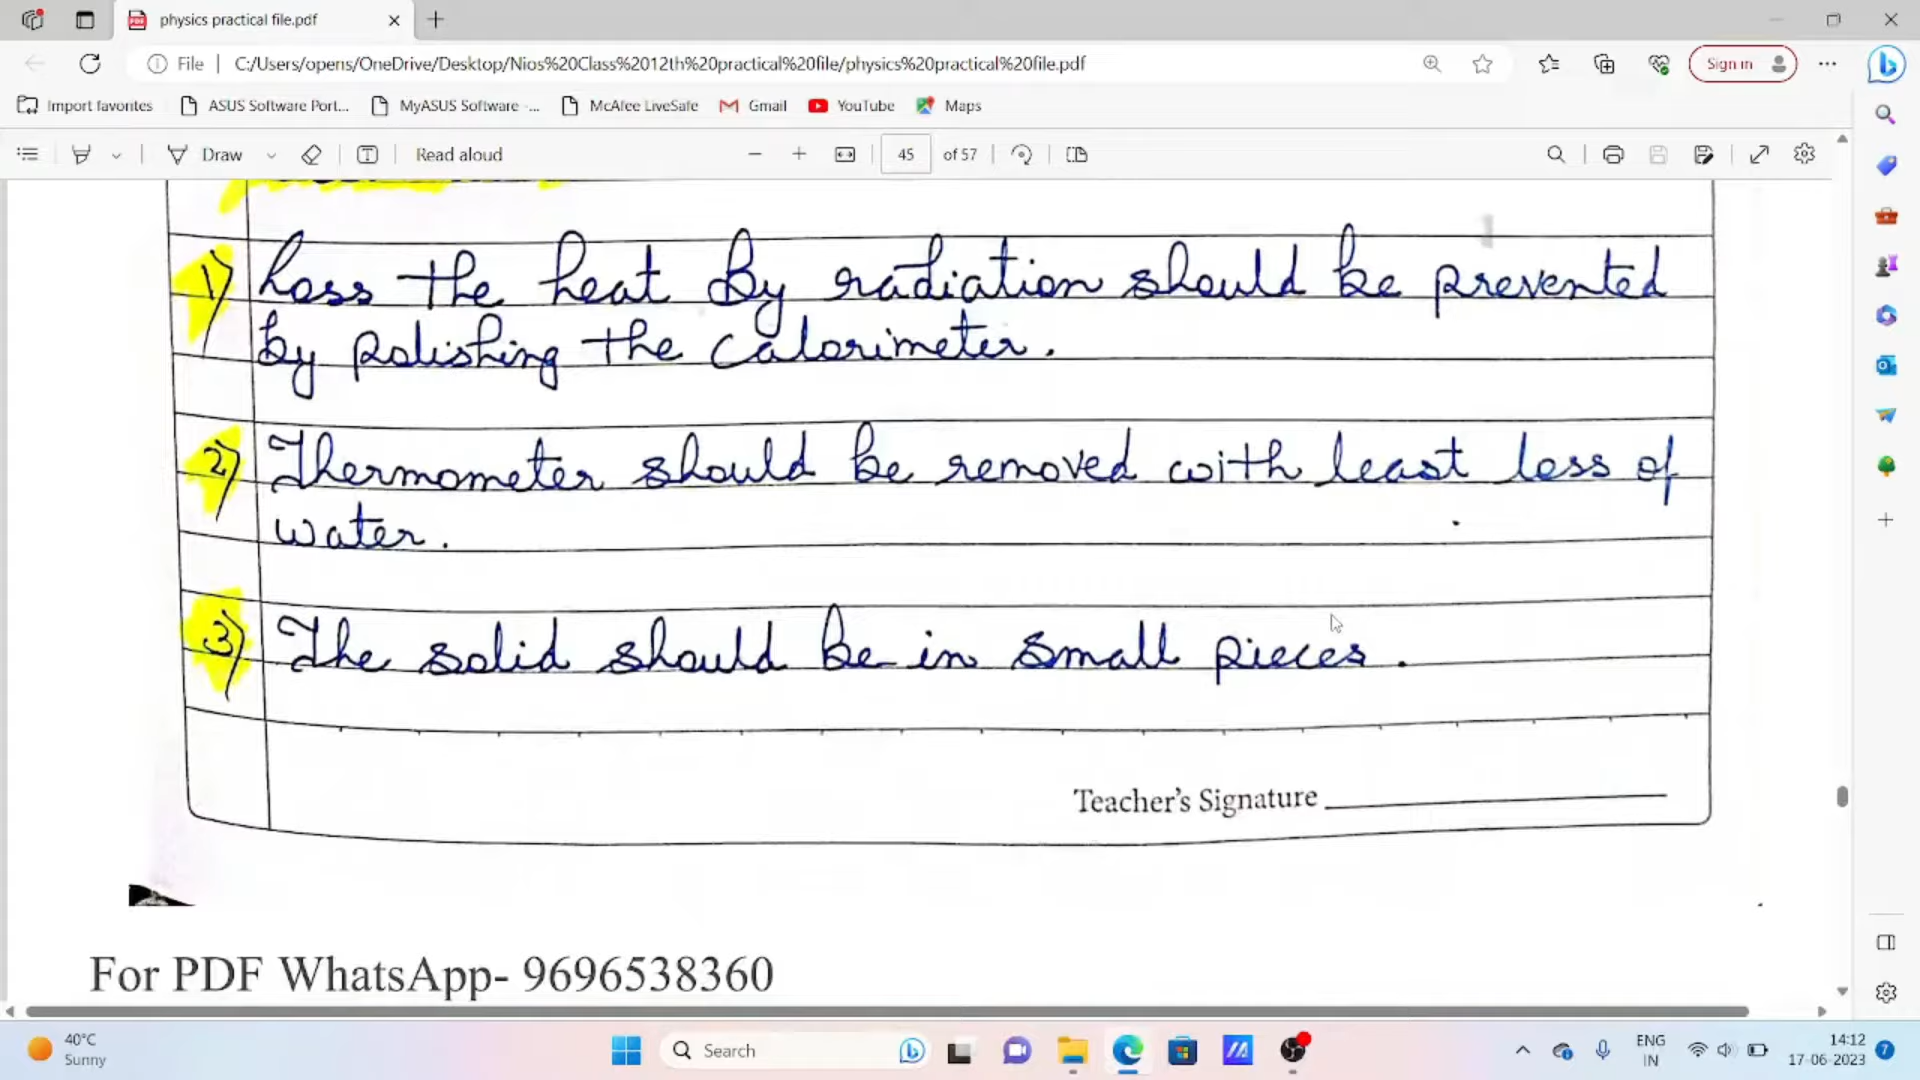 physics practical file.pdf
File | C:/Users/opens/OneDrive/Desktop/Nios%20Class%2012th%20practical%20file/physics%20practical%20file.pdf
Sign in
Import favorites ASUS Software Port... MyASUS Software -... McAfee LiveSafe Gmail YouTube Maps
Draw Read aloud 45 of 57
1) Loss the heat By radiation should be prevented
by polishing the calorimeter.
2) Thermometer should be removed with least loss of
water.
3) The solid should be in small pieces.
Teacher's Signature
For PDF WhatsApp- 9696538360
40°C
Sunny
Search
ENG
IN
14:12
17-06-2023
7